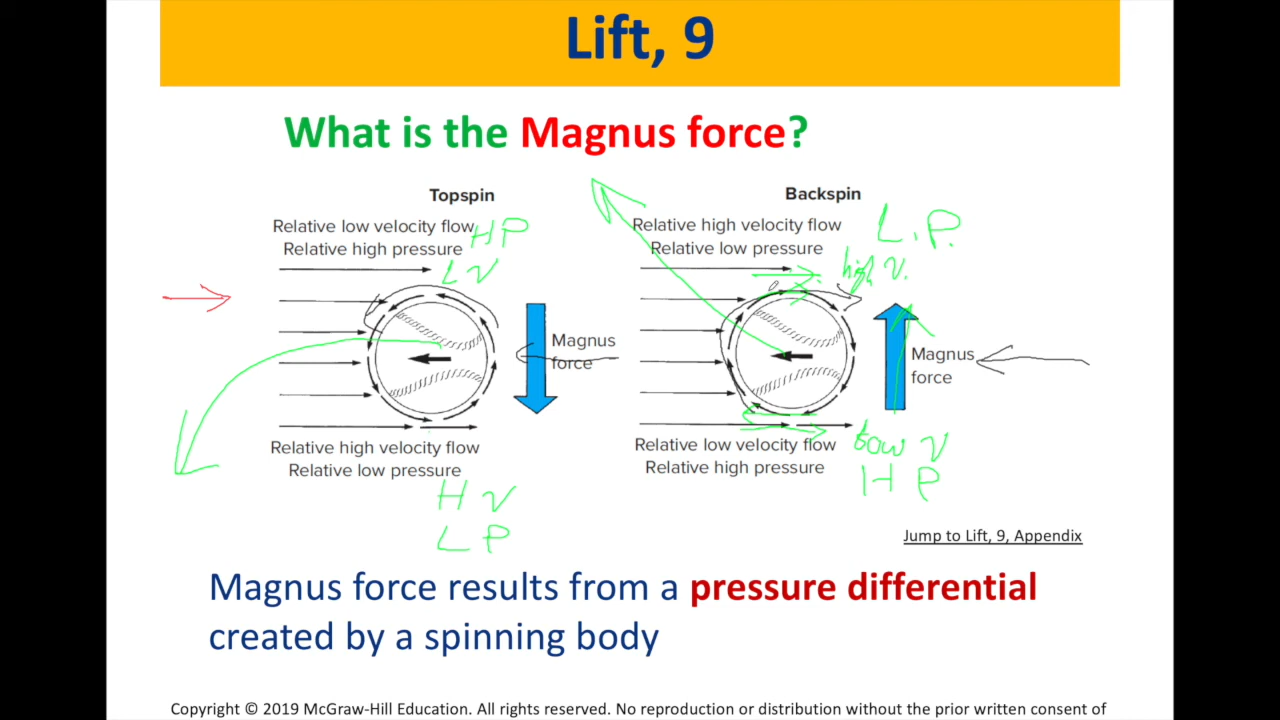 Lift, 9
What is the Magnus force?
Topspin
Relative low velocity flow
Relative high pressure
HP
LV
Magnus
force
Relative high velocity flow
Relative low pressure
HV
LP
Backspin
Relative high velocity flow
Relative low pressure
L.P.
high v.
Magnus
force
Relative low velocity flow
Relative high pressure
low v
HP
Jump to Lift, 9, Appendix
Magnus force results from a pressure differential
created by a spinning body
Copyright © 2019 McGraw-Hill Education. All rights reserved. No reproduction or distribution without the prior written consent of